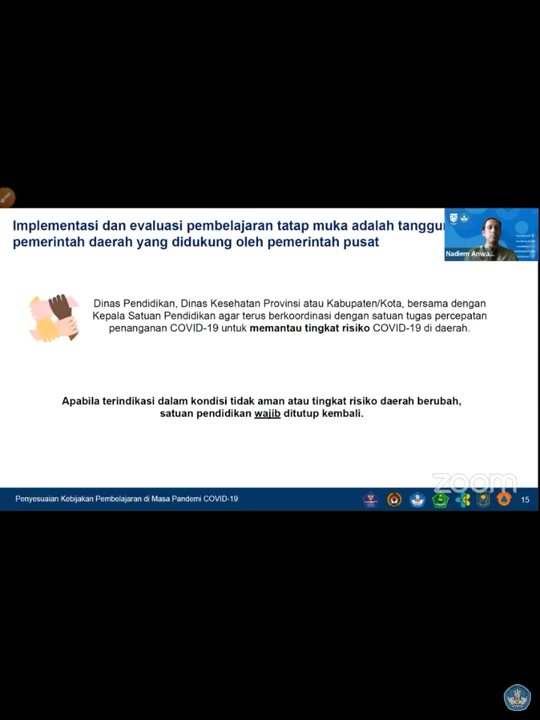 Implementasi dan evaluasi pembelajaran tatap muka adalah
pemerintah daerah yang didukung oleh pemerintah pusat
Nadiem Anwa...
Dinas Pendidikan, Dinas Kesehatan Provinsi atau Kabupaten/Kota, bersama dengan
Kepala Satuan Pendidikan agar terus berkoordinasi dengan satuan tugas percepatan
penanganan COVID-19 untuk memantau tingkat risiko COVID-19 di daerah.
Apabila terindikasi dalam kondisi tidak aman atau tingkat risiko daerah berubah,
satuan pendidikan wajib ditutup kembali.
zoom
Penyesuaian Kebijakan Pembelajaran di Masa Pandemi COVID-19
15